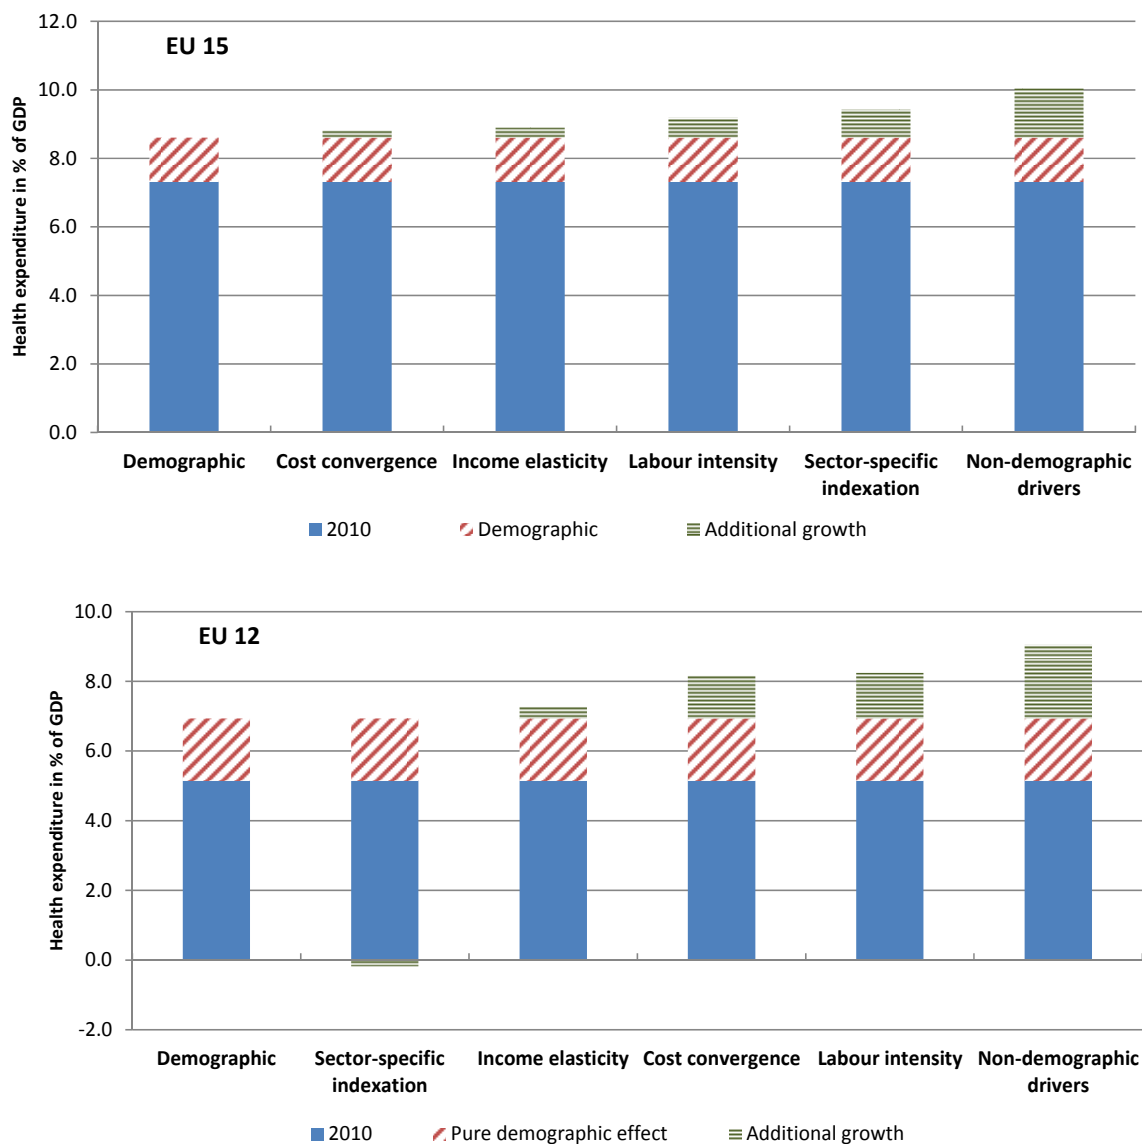 EU 15
Health expenditure in % of GDP
12.0
10.0
8.0
6.0
4.0
2.0
0.0
Demographic Cost convergence Income elasticity Labour intensity Sector-specific Non-demographic
indexation drivers
2010 Demographic Additional growth
EU 12
Health expenditure in % of GDP
10.0
8.0
6.0
4.0
2.0
0.0
-2.0
Demographic Sector-specific Income elasticity Cost convergence Labour intensity Non-demographic
indexation drivers
2010 Pure demographic effect Additional growth